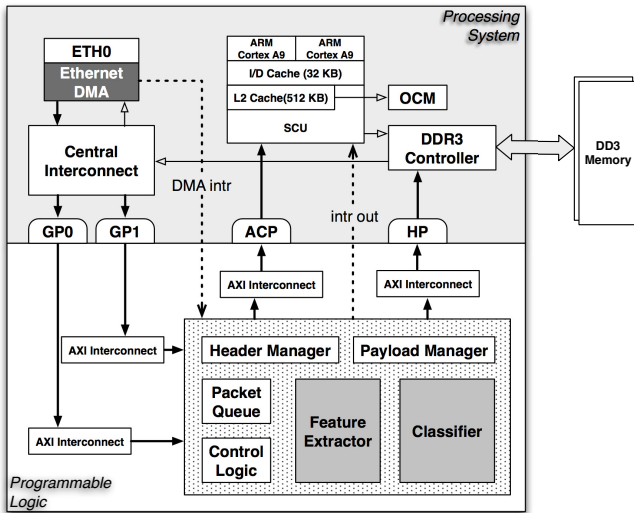 Processing
System
ETH0
Ethernet
DMA
ARM
Cortex A9
ARM
Cortex A9
I/D Cache (32 KB)
L2 Cache(512 KB)
OCM
SCU
DDR3
Controller
DD3
Memory
Central
Interconnect
DMA intr
intr out
GP0
GP1
ACP
HP
AXI Interconnect
AXI Interconnect
AXI Interconnect
Header Manager
Payload Manager
Packet
Queue
Feature
Extractor
Classifier
AXI Interconnect
Control
Logic
Programmable
Logic